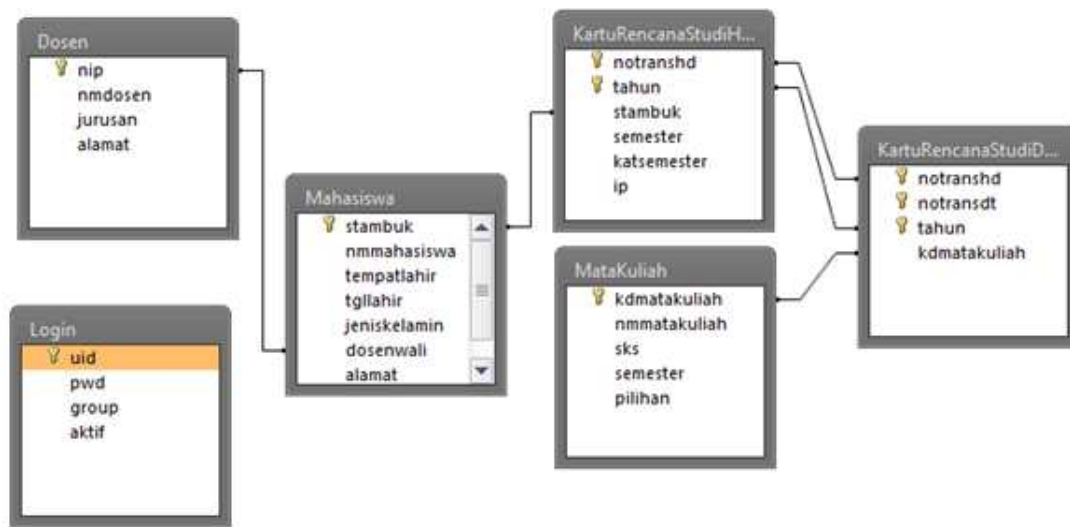 Dosen
nip
nmdosen
jurusan
alamat
Login
uid
pwd
group
aktif
Mahasiswa
stambuk
nmmahasiswa
tempatlahir
tgllahir
jeniskelamin
dosenwali
alamat
KartuRencanaStudiH...
notranshd
tahun
stambuk
semester
katsemester
ip
MataKuliah
kdmatakuliah
nmmatakuliah
sks
semester
pilihan
KartuRencanaStudiD...
notranshd
notransdt
tahun
kdmatakuliah